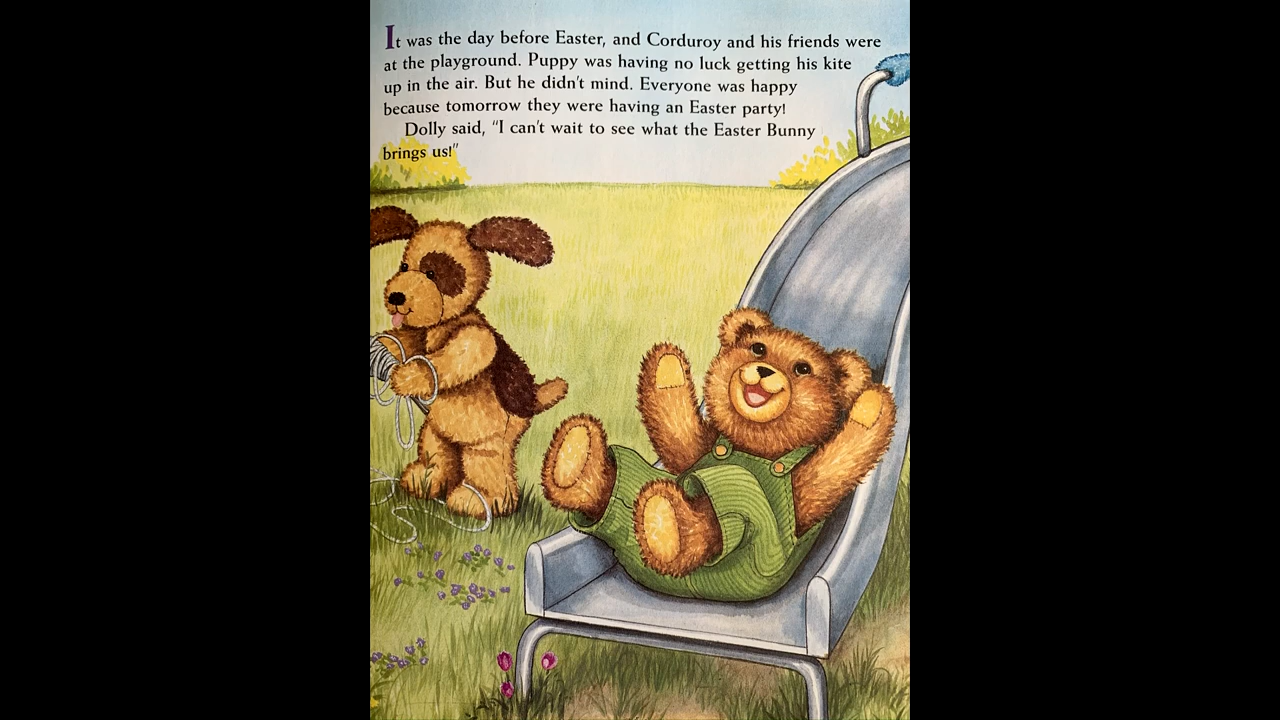 It was the day before Easter, and Corduroy and his friends were
at the playground. Puppy was having no luck getting his kite
up in the air. But he didn't mind. Everyone was happy
because tomorrow they were having an Easter party!
Dolly said, “I can't wait to see what the Easter Bunny
brings us!”